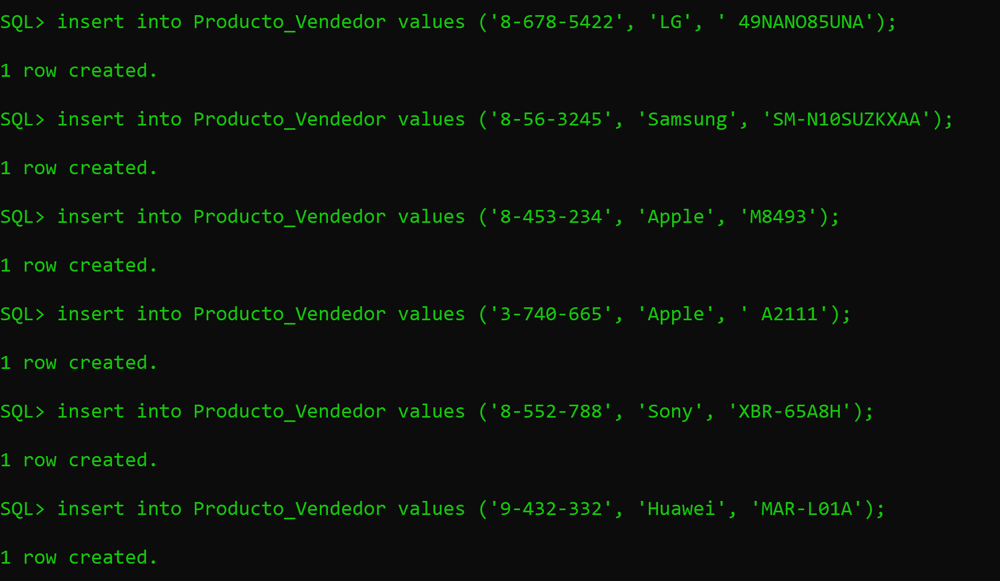 SQL> insert into Producto_Vendedor values ('8-678-5422', 'LG', ' 49NANO85UNA');
1 row created.
SQL> insert into Producto_Vendedor values ('8-56-3245', 'Samsung', 'SM-N10SUZKXAA');
1 row created.
SQL> insert into Producto_Vendedor values ('8-453-234', 'Apple', 'M8493');
1 row created.
SQL> insert into Producto_Vendedor values ('3-740-665', 'Apple', ' A2111');
1 row created.
SQL> insert into Producto_Vendedor values ('8-552-788', 'Sony', 'XBR-65A8H');
1 row created.
SQL> insert into Producto_Vendedor values ('9-432-332', 'Huawei', 'MAR-L01A');
1 row created.